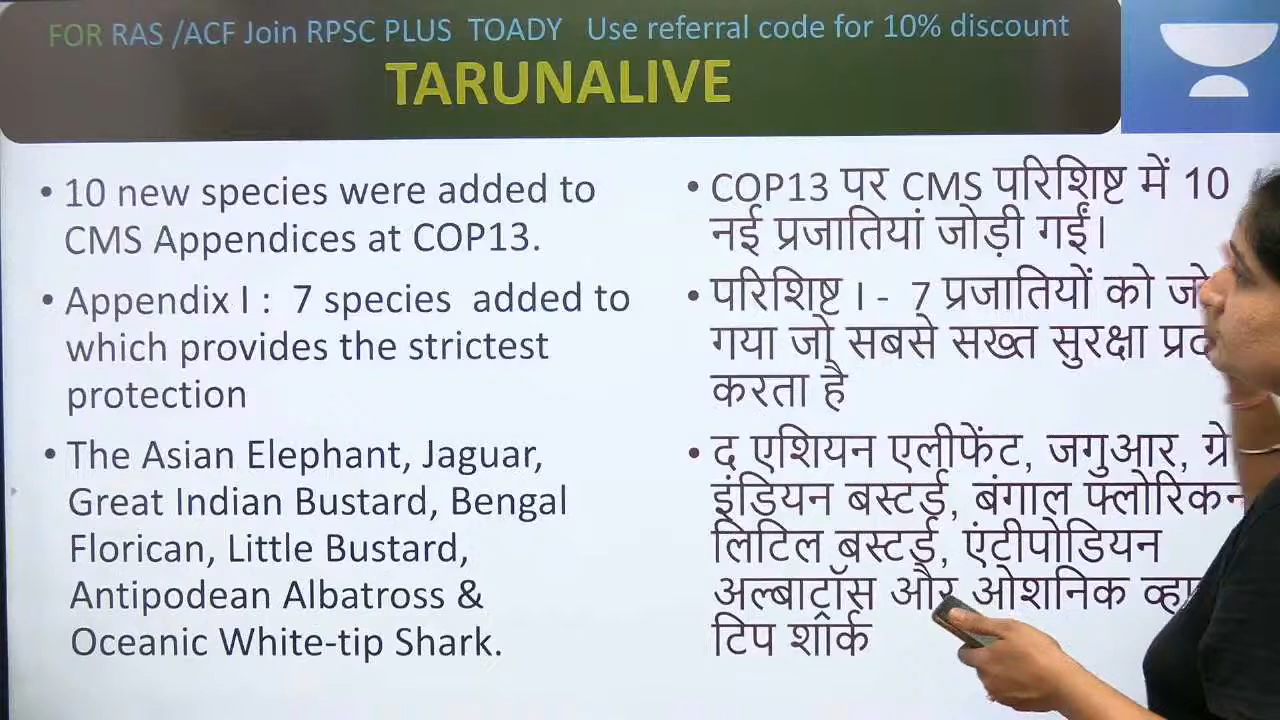 FOR RAS /ACF Join RPSC PLUS TOADY Use referral code for 10% discount
TARUNALIVE
• 10 new species were added to
CMS Appendices at COP13.
• Appendix I : 7 species added to
which provides the strictest
protection
• The Asian Elephant, Jaguar,
Great Indian Bustard, Bengal
Florican, Little Bustard,
Antipodean Albatross &
Oceanic White-tip Shark.
• COP13 पर CMS परिशिष्ट में 10
नई प्रजातियां जोड़ी गईं।
• परिशिष्ट I - 7 प्रजातियों को
गया जो सबसे सख्त सुरक्षा
करता है
• द एशियन एलीफेंट, जगुआर,
इंडियन बस्टर्ड, बंगाल फ्लोरिकन
लिटिल बस्टर्ड, एंटीपोडियन
अल्बाट्रॉस और ओशनिक
टिप शार्क